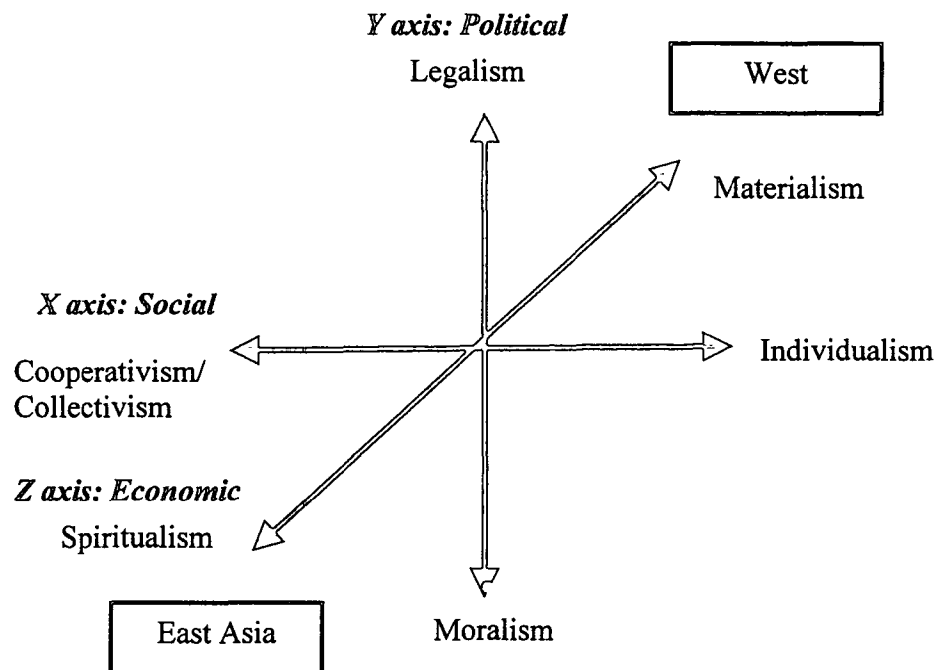 Y axis: Political
Legalism
West
Materialism
X axis: Social
Cooperativism/
Collectivism
Individualism
Z axis: Economic
Spiritualism
East Asia
Moralism